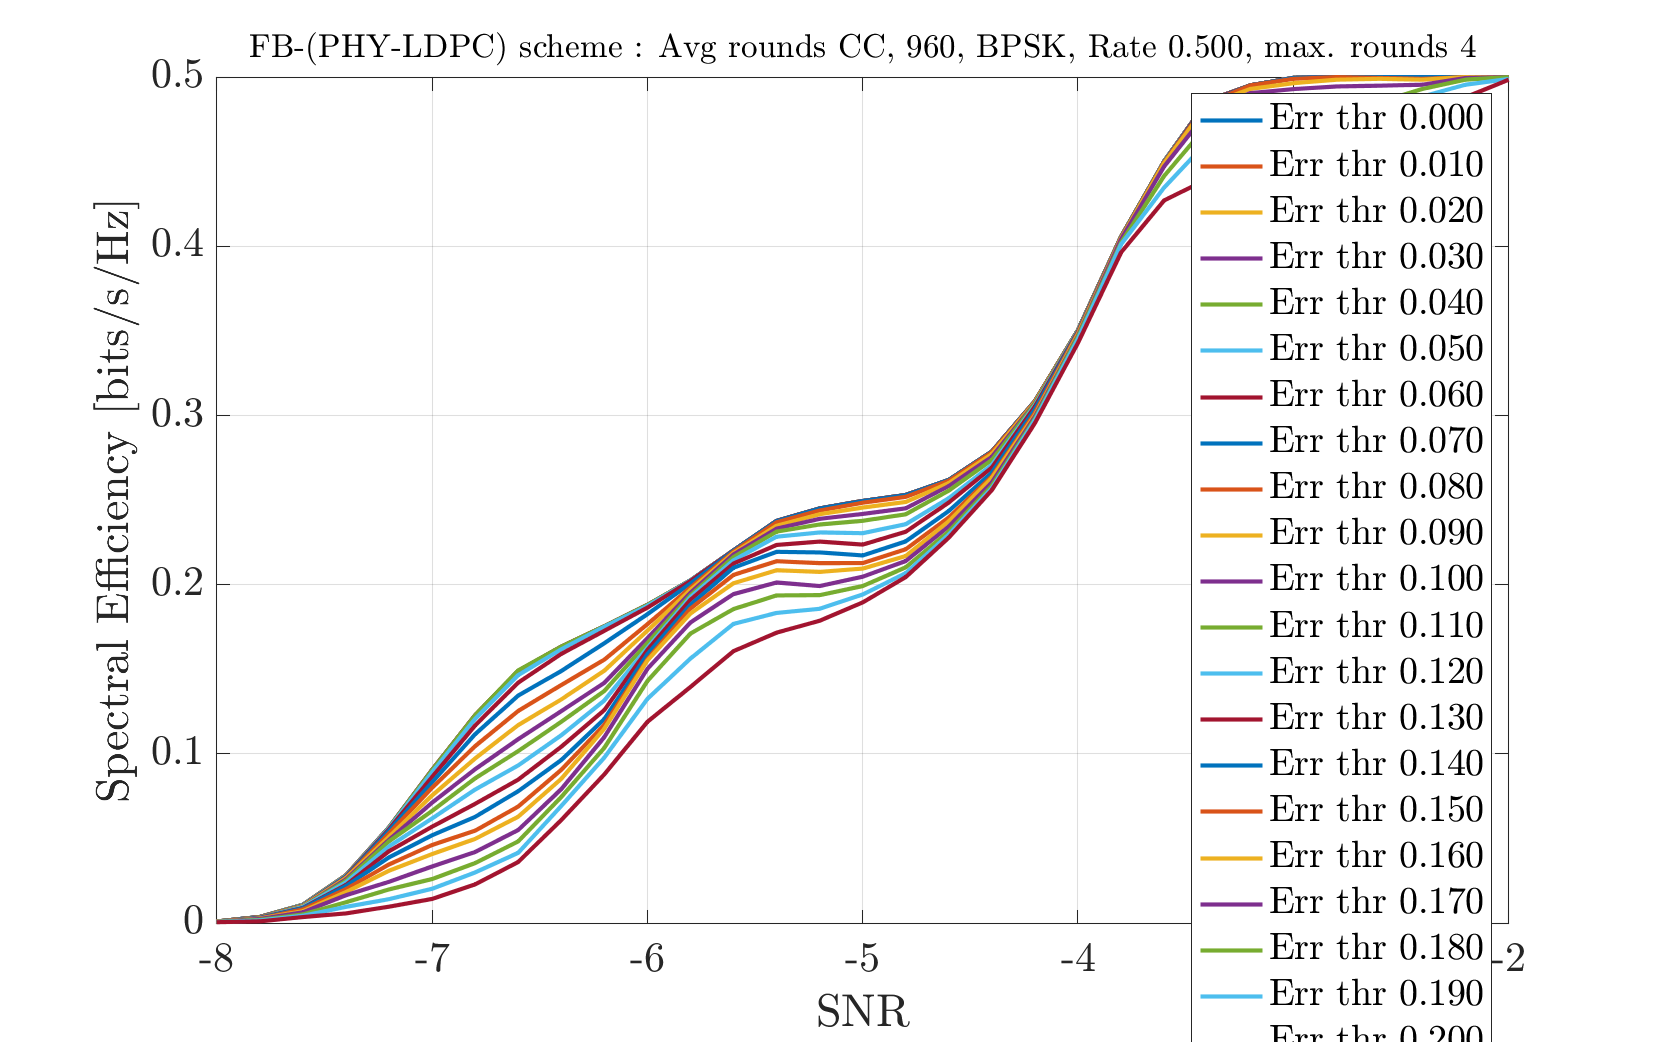 FB-(PHY-LDPC) scheme : Avg rounds CC, 960, BPSK, Rate 0.500, max. rounds 4
0.5
0.4
0.3
0.2
0.1
0
Spectral Efficiency [bits/s/Hz]
-8 -7 -6 -5 -4 -2
SNR
Err thr 0.000
Err thr 0.010
Err thr 0.020
Err thr 0.030
Err thr 0.040
Err thr 0.050
Err thr 0.060
Err thr 0.070
Err thr 0.080
Err thr 0.090
Err thr 0.100
Err thr 0.110
Err thr 0.120
Err thr 0.130
Err thr 0.140
Err thr 0.150
Err thr 0.160
Err thr 0.170
Err thr 0.180
Err thr 0.190
Err thr 0.200